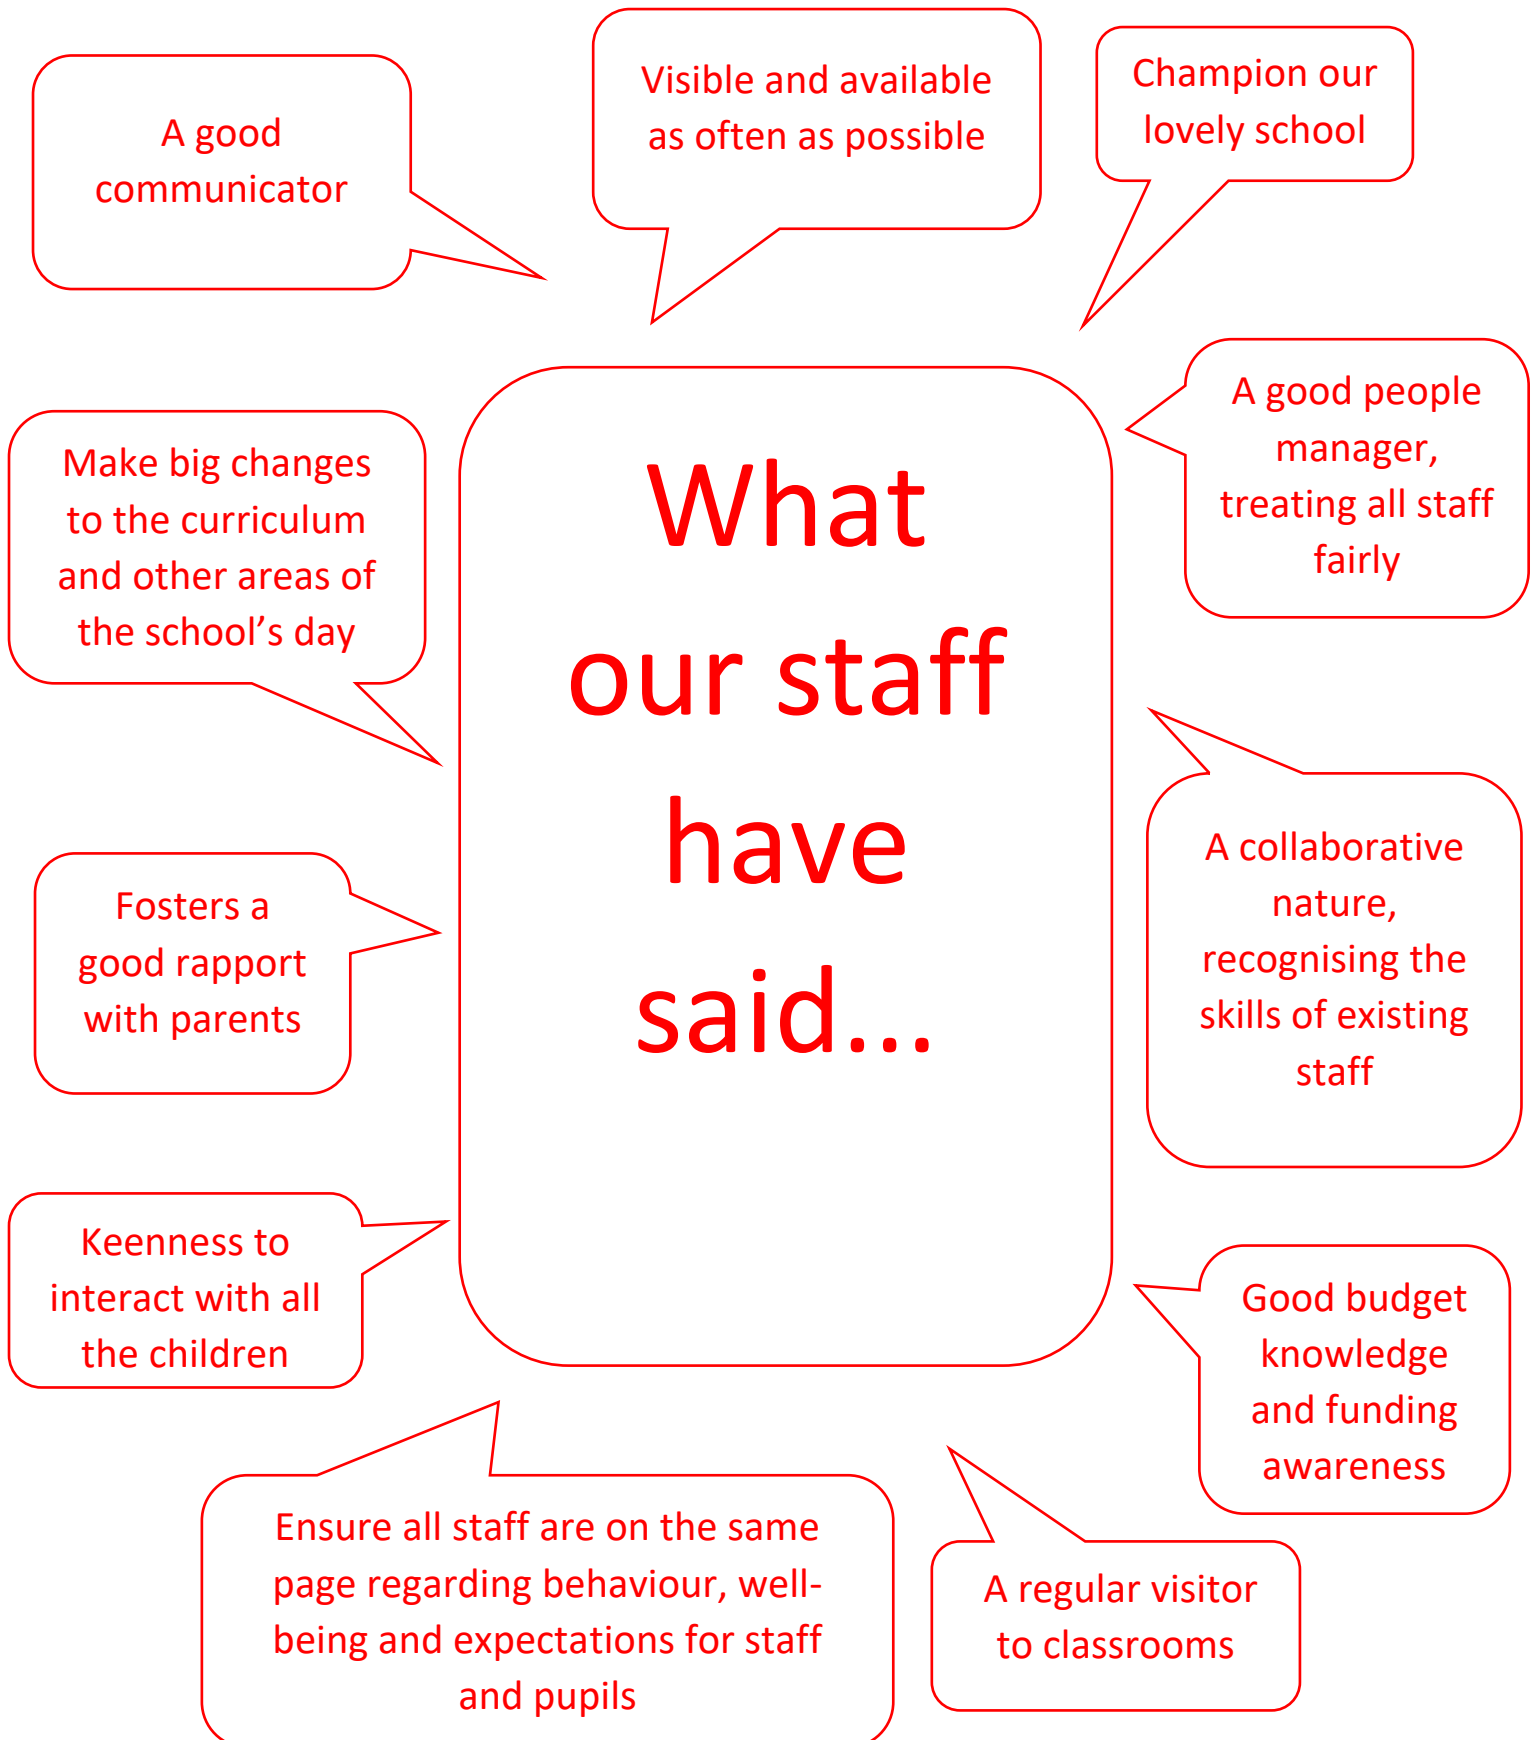 A good
communicator
Visible and available
as often as possible
Champion our
lovely school
A good people
manager,
treating all staff
fairly
Make big changes
to the curriculum
and other areas of
the school’s day
What
our staff
have
said...
A collaborative
nature,
recognising the
skills of existing
staff
Fosters a
good rapport
with parents
Keenness to
interact with all
the children
Good budget
knowledge
and funding
awareness
Ensure all staff are on the same
page regarding behaviour, well-
being and expectations for staff
and pupils
A regular visitor
to classrooms